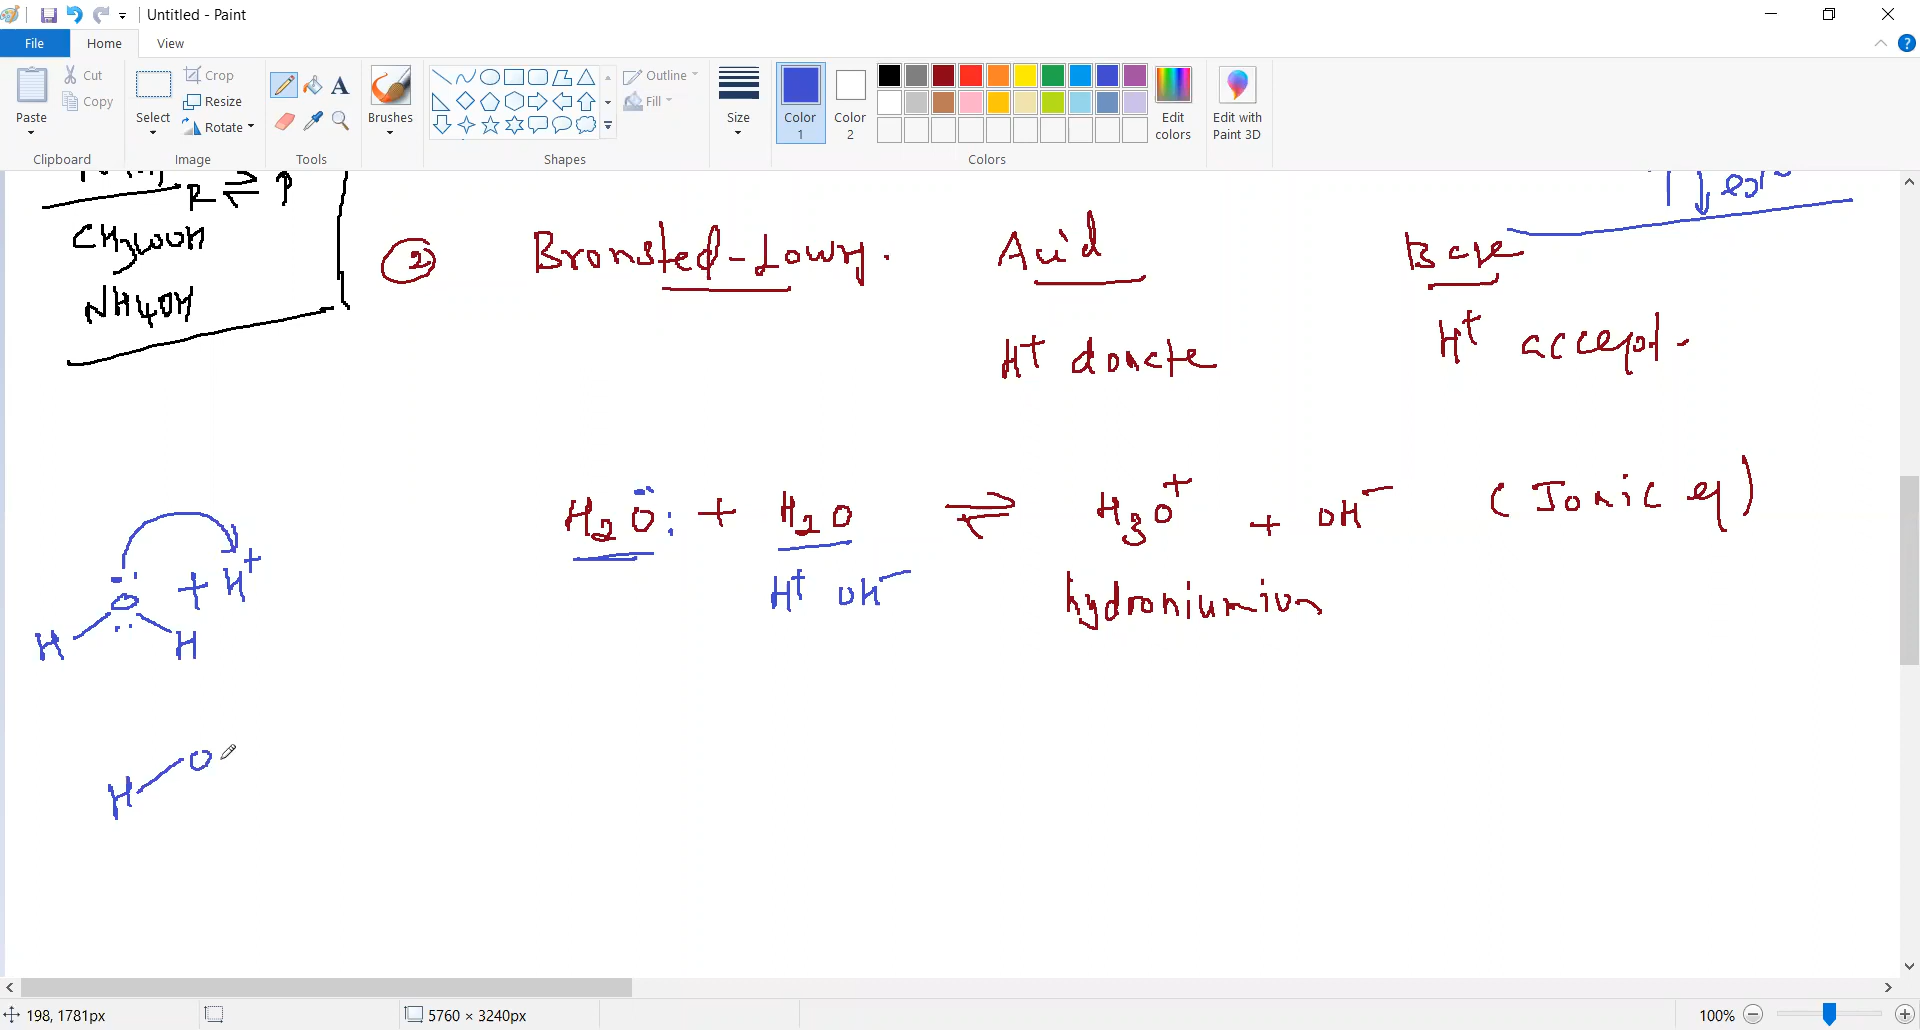 Untitled - Paint
File Home View
Paste
Cut
Copy
Clipboard
Select
Crop
Resize
Rotate
Image
Tools
Brushes
Shapes
Outline
Fill
Size
Color 1
Color 2
Edit colors
Edit with Paint 3D
Colors
R ⇌ P
CH3COOH
NH4OH
② Bronsted-Lowry. Acid Base
H+ donate H+ accept.
H2O: + H2O ⇌ H3O+ + OH- (Ionic eq)
H+ OH- hydroniumion
O + H+
H H
H-O
198, 1781px
5760 × 3240px
100%